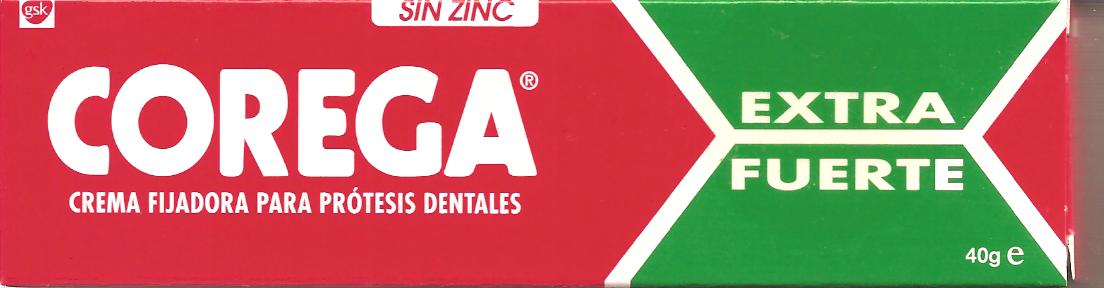 gsk
SIN ZINC
COREGA®
CREMA FIJADORA PARA PRÓTESIS DENTALES
EXTRA
FUERTE
40g e